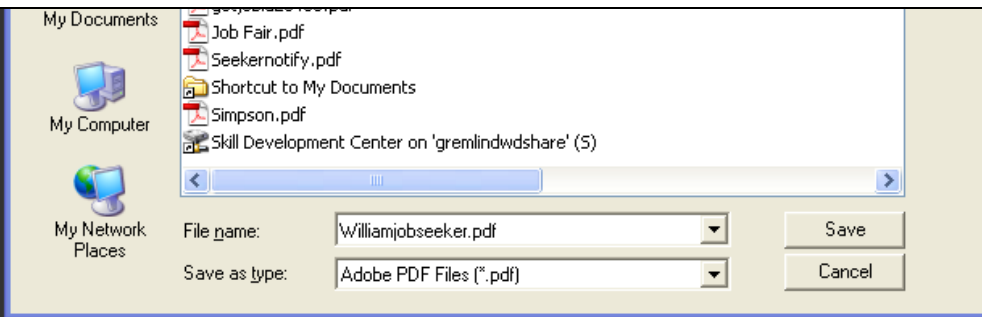 My Documents
Job Fair.pdf
Seekernotify.pdf
Shortcut to My Documents
Simpson.pdf
Skill Development Center on 'gremlindwdshare' (S)
My Computer
My Network
Places
File name:
Williamjobseeker.pdf
Save
Save as type:
Adobe PDF Files (*.pdf)
Cancel